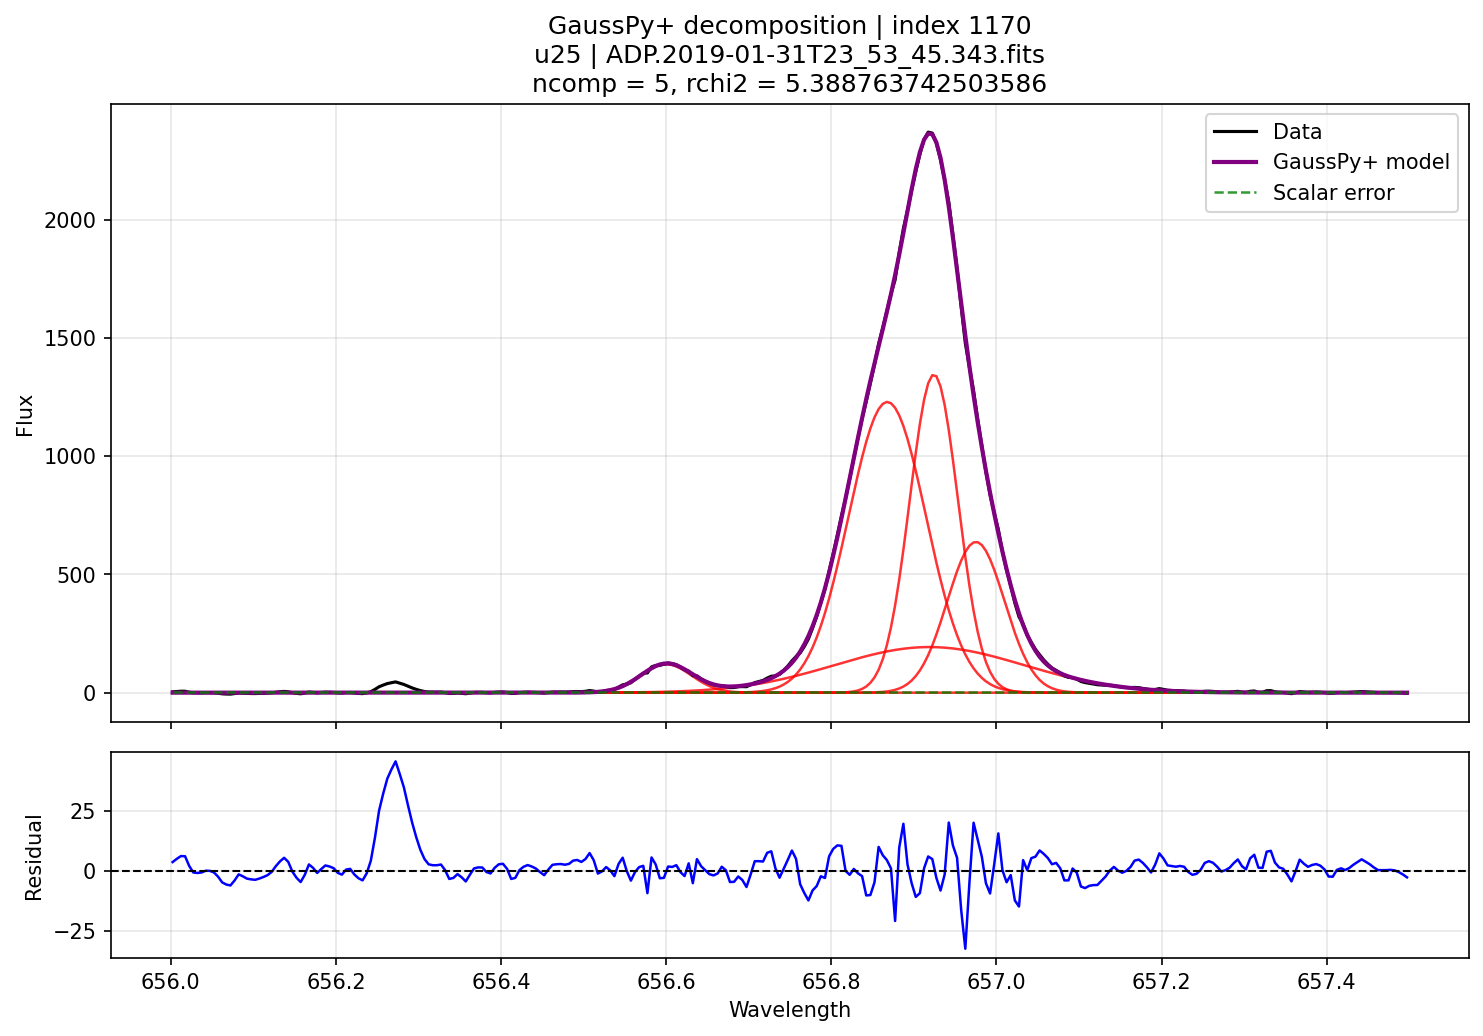 GaussPy+ decomposition | index 1170
u25 | ADP.2019-01-31T23_53_45.343.fits
ncomp = 5, rchi2 = 5.388763742503586
Data
GaussPy+ model
Scalar error
Flux
2000
1500
1000
500
0
Residual
25
0
−25
656.0 656.2 656.4 656.6 656.8 657.0 657.2 657.4
Wavelength